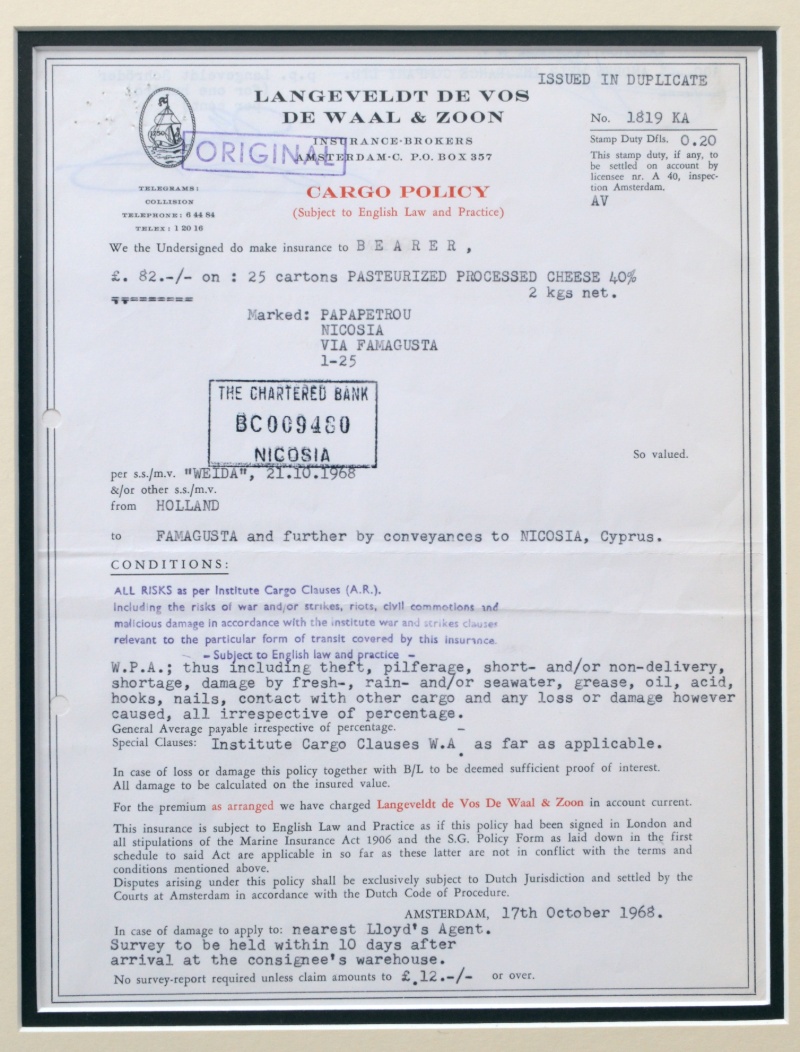 ISSUED IN DUPLICATE
LANGEVELDT DE VOS
DE WAAL & ZOON
INSURANCE-BROKERS
AMSTERDAM-C. P.O. BOX 357
ORIGINAL
No. 1819 KA
Stamp Duty Dfls. 0.20
This stamp duty, if any, to
be settled on account by
licensee nr. A 40, inspec-
tion Amsterdam.
AV
TELEGRAMS:
COLLISION
TELEPHONE: 6 44 84
TELEX: 1 20 16
CARGO POLICY
(Subject to English Law and Practice)
We the Undersigned do make insurance to B E A R E R ,
£. 82.-/- on : 25 cartons PASTEURIZED PROCESSED CHEESE 40%
2 kgs net.
Marked: PAPAPETROU
NICOSIA
VIA FAMAGUSTA
1-25
THE CHARTERED BANK
BC009480
NICOSIA
So valued.
per s.s./m.v. "WEIDA", 21.10.1968
&/or other s.s./m.v.
from HOLLAND
to FAMAGUSTA and further by conveyances to NICOSIA, Cyprus.
CONDITIONS:
ALL RISKS as per Institute Cargo Clauses (A.R.).
Including the risks of war and/or strikes, riots, civil commotions and
malicious damage in accordance with the institute war and strikes clauses
relevant to the particular form of transit covered by this insurance.
- Subject to English law and practice -
W.P.A.; thus including theft, pilferage, short- and/or non-delivery,
shortage, damage by fresh-, rain- and/or seawater, grease, oil, acid,
hooks, nails, contact with other cargo and any loss or damage however
caused, all irrespective of percentage.
General Average payable irrespective of percentage. -
Special Clauses: Institute Cargo Clauses W.A. as far as applicable.
In case of loss or damage this policy together with B/L to be deemed sufficient proof of interest.
All damage to be calculated on the insured value.
For the premium as arranged we have charged Langeveldt de Vos De Waal & Zoon in account current.
This insurance is subject to English Law and Practice as if this policy had been signed in London and
all stipulations of the Marine Insurance Act 1906 and the S.G. Policy Form as laid down in the first
schedule to said Act are applicable in so far as these latter are not in conflict with the terms and
conditions mentioned above.
Disputes arising under this policy shall be exclusively subject to Dutch Jurisdiction and settled by the
Courts at Amsterdam in accordance with the Dutch Code of Procedure.
AMSTERDAM, 17th October 1968.
In case of damage to apply to: nearest Lloyd's Agent.
Survey to be held within 10 days after
arrival at the consignee's warehouse.
No survey-report required unless claim amounts to £.12.-/- or over.